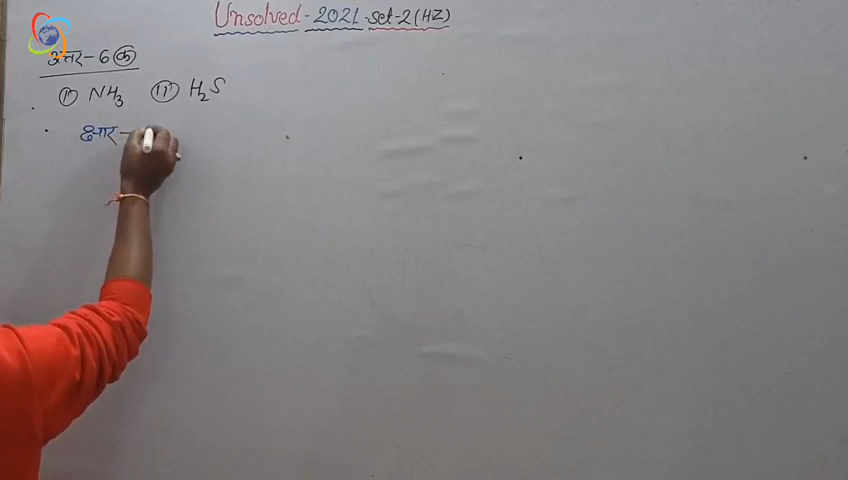 Unsolved-2021-set-2(HZ)
उत्तर-6(क)
(i) NH3 (ii) H2S
क्षार-